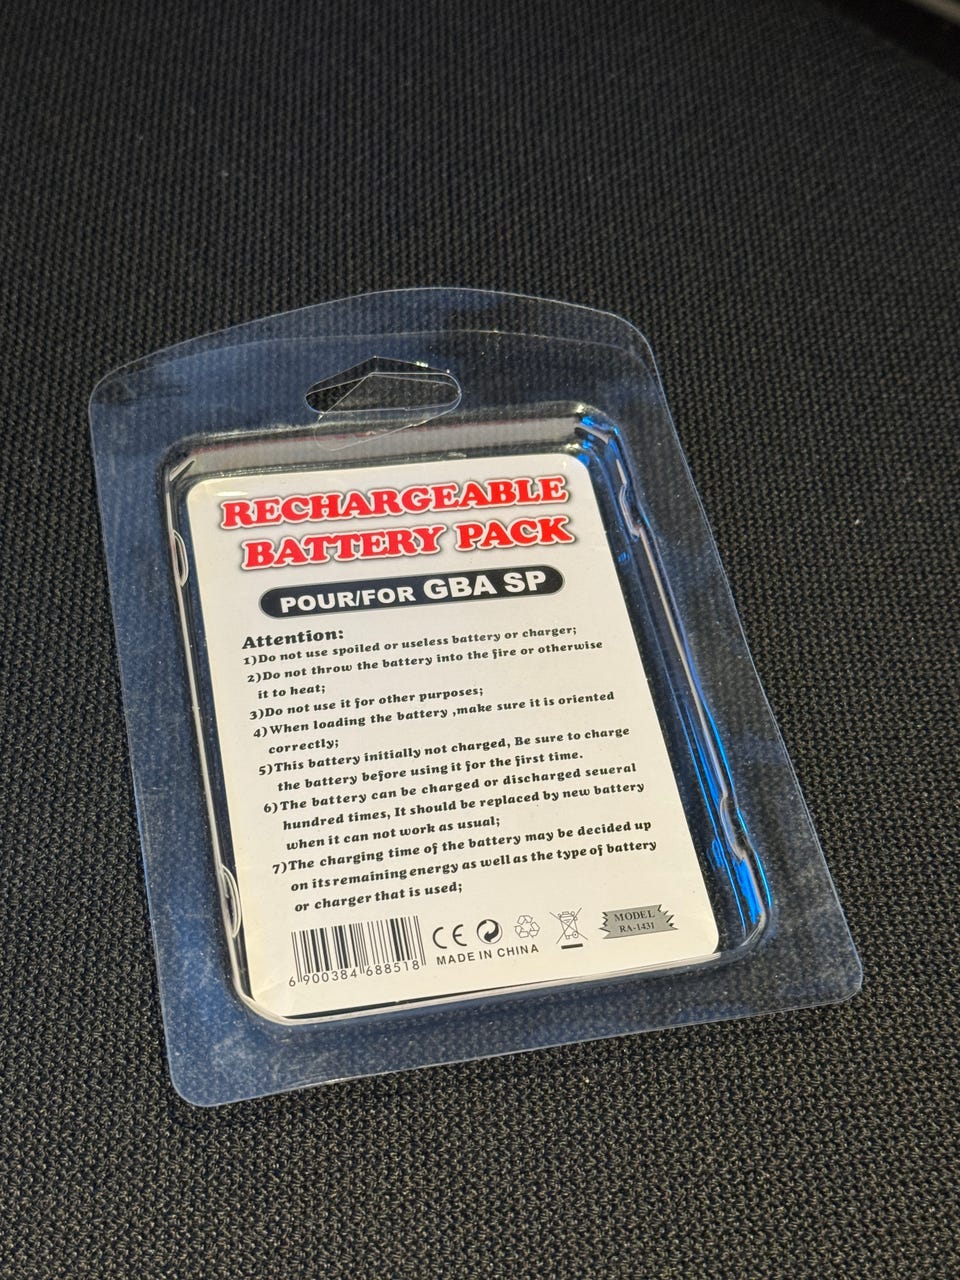 RECHARGEABLE
BATTERY PACK
POUR/FOR GBA SP
Attention:
1)Do not use spoiled or useless battery or charger;
2)Do not throw the battery into the fire or otherwise
it to heat;
3)Do not use it for other purposes;
4)When loading the battery ,make sure it is oriented
correctly;
5)This battery initially not charged, Be sure to charge
the battery before using it for the first time.
6)The battery can be charged or discharged seueral
hundred times, It should be replaced by new battery
when it can not work as usual;
7)The charging time of the battery may be decided up
on its remaining energy as well as the type of battery
or charger that is used;
6 900384 688518
CE
MADE IN CHINA
MODEL
RA-1431